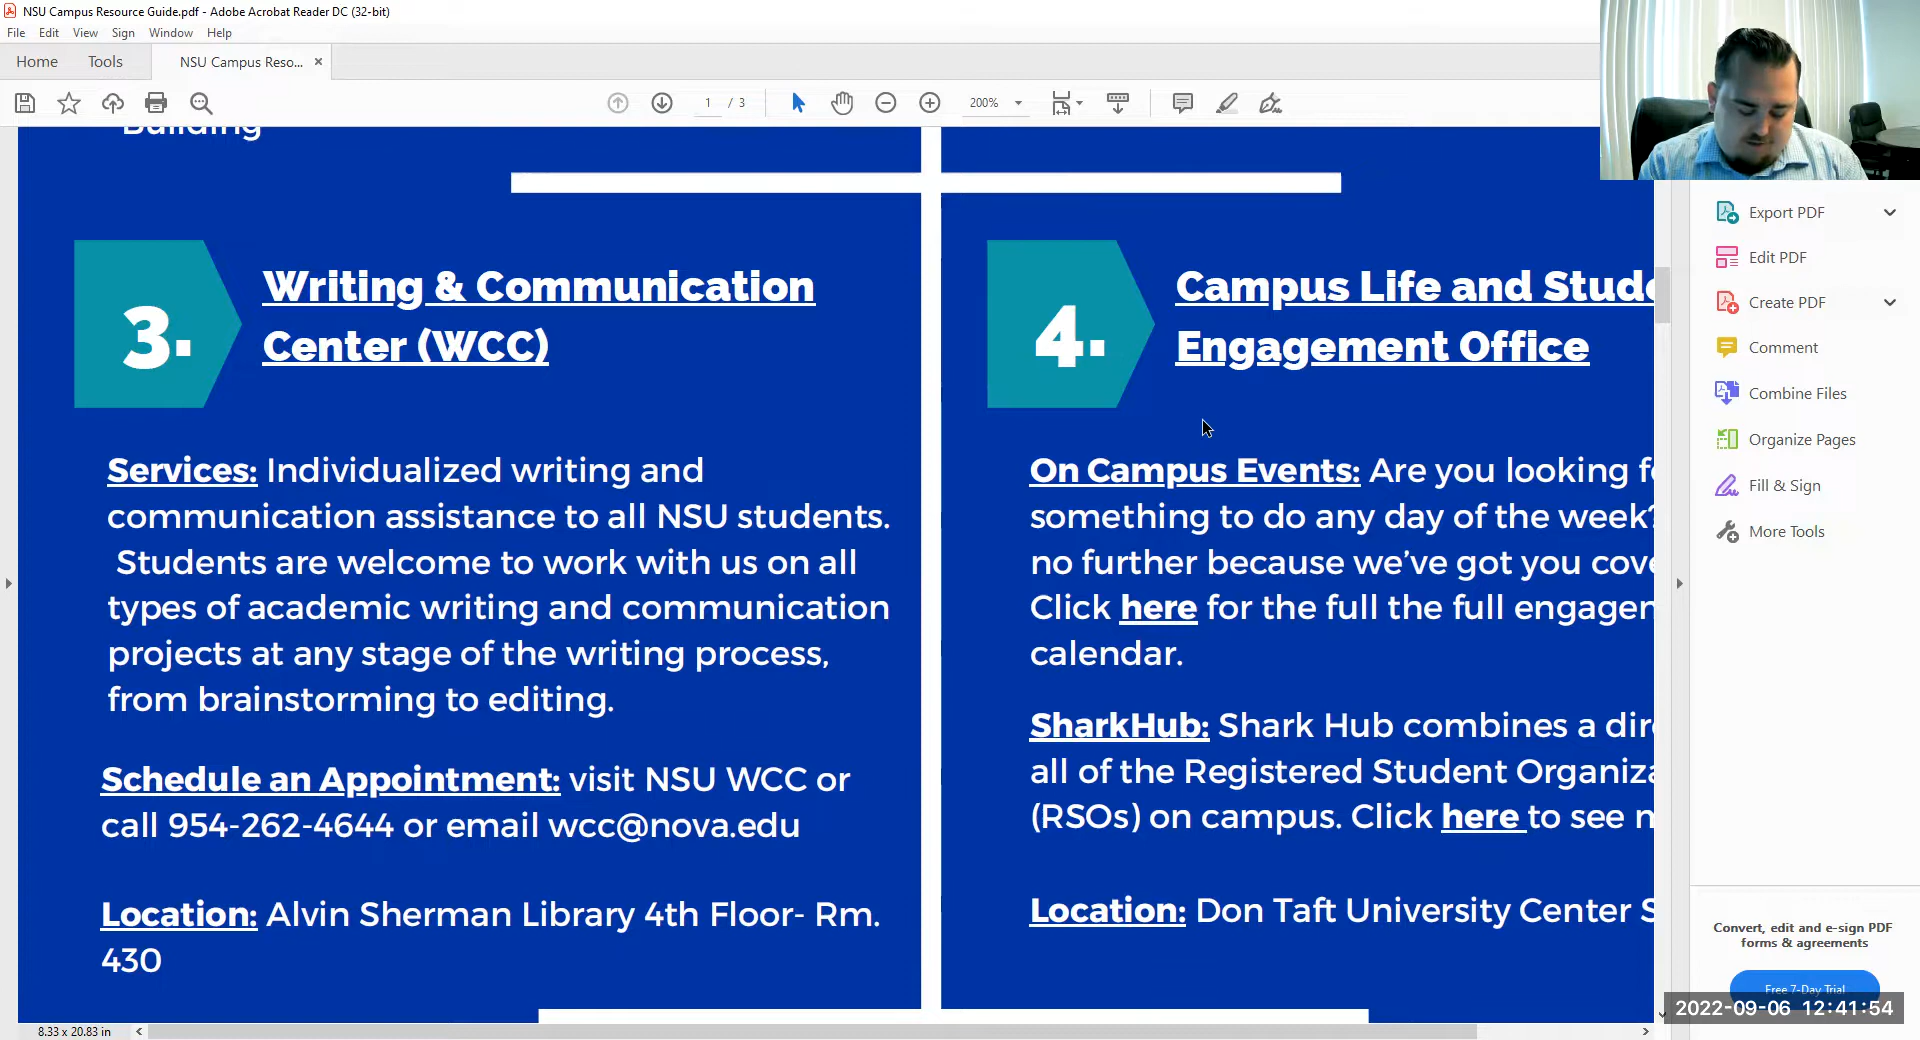 NSU Campus Resource Guide.pdf - Adobe Acrobat Reader DC (32-bit)
File Edit View Sign Window Help
Home Tools NSU Campus Reso... ×
1 / 3 200%
Building
3. Writing & Communication
Center (WCC)
Services: Individualized writing and
communication assistance to all NSU students.
Students are welcome to work with us on all
types of academic writing and communication
projects at any stage of the writing process,
from brainstorming to editing.
Schedule an Appointment: visit NSU WCC or
call 954-262-4644 or email wcc@nova.edu
Location: Alvin Sherman Library 4th Floor- Rm.
430
4. Campus Life and Stude
Engagement Office
On Campus Events: Are you looking f
something to do any day of the week?
no further because we’ve got you cov
Click here for the full the full engagen
calendar.
SharkHub: Shark Hub combines a dir
all of the Registered Student Organiz
(RSOs) on campus. Click here to see
Location: Don Taft University Center S
Export PDF
Edit PDF
Create PDF
Comment
Combine Files
Organize Pages
Fill & Sign
More Tools
Convert, edit and e-sign PDF
forms & agreements
Free 7-Day Trial
2022-09-06 12:41:54
8.33 x 20.83 in